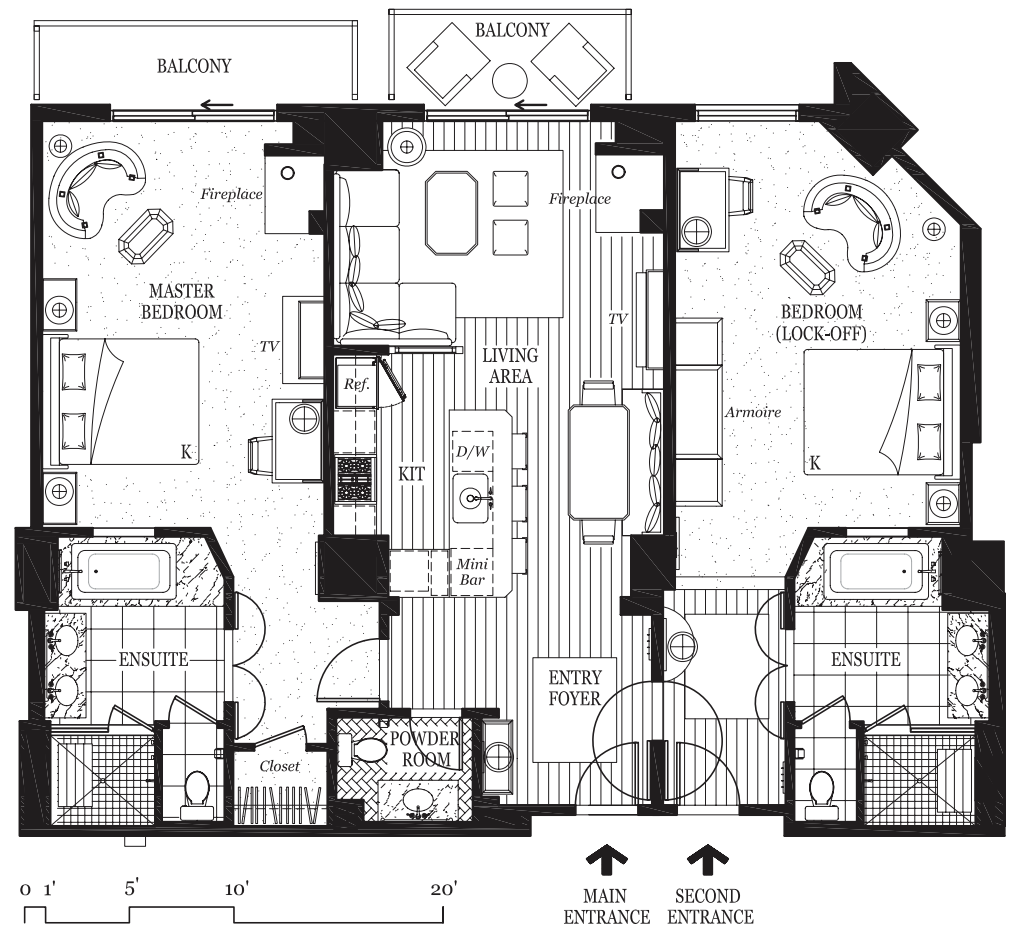 BALCONY
BALCONY
Fireplace
Fireplace
MASTER
BEDROOM
BEDROOM
(LOCK-OFF)
TV
TV
LIVING
AREA
Ref.
Armoire
K
D/W
KIT
K
Mini
Bar
ENSUITE
ENSUITE
ENTRY
FOYER
POWDER
ROOM
Closet
0 1' 5' 10' 20'
MAIN
ENTRANCE
SECOND
ENTRANCE